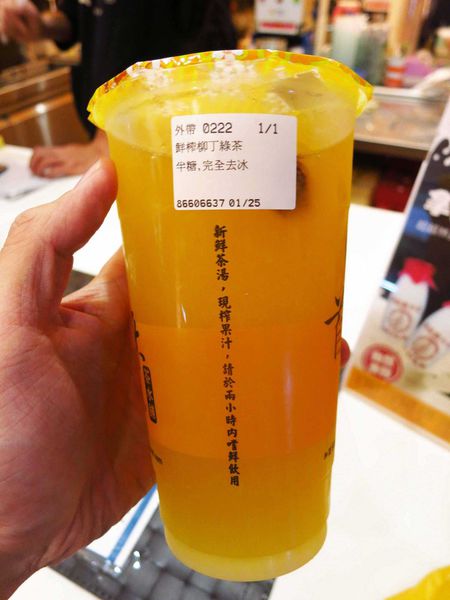 外帶 0222 1/1
鮮榨柳丁綠茶
半糖,完全去冰
86606637 01/25
新鮮茶湯，現榨果汁，請於兩小時內嚐鮮飲用